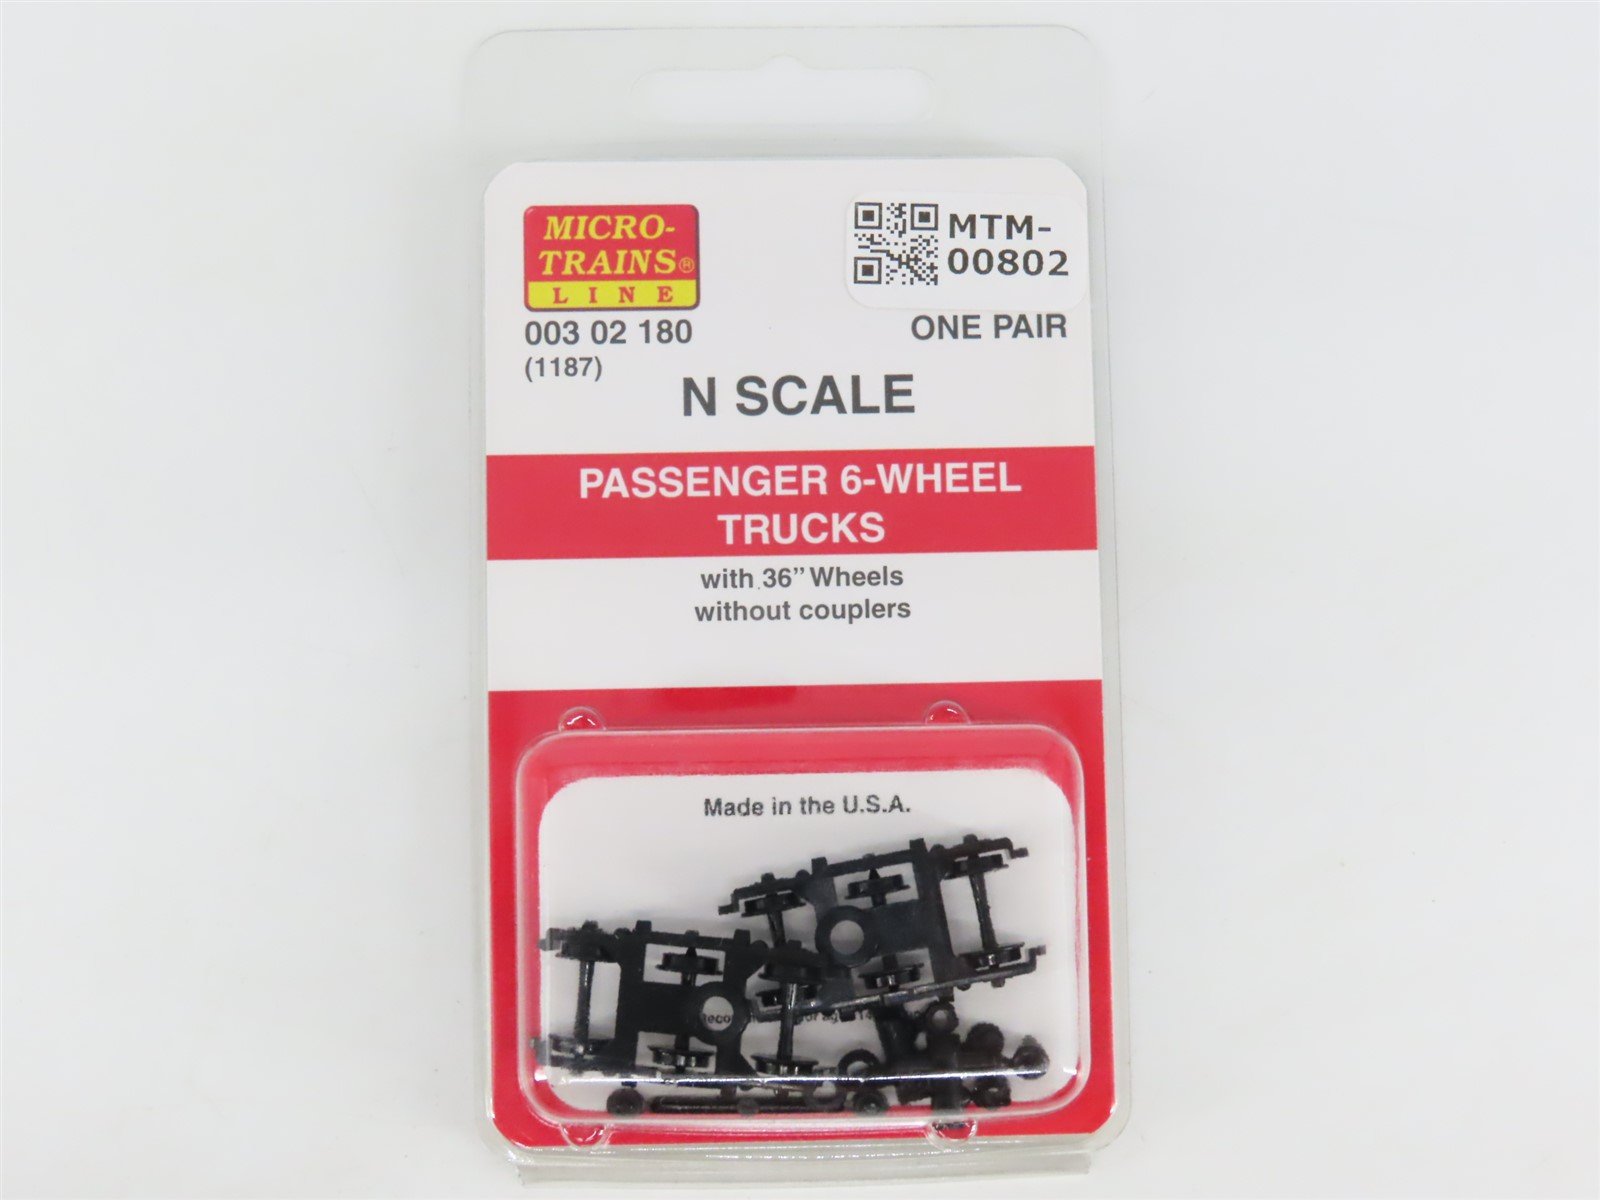 MICRO-
TRAINS®
LINE
MTM-
00802
003 02 180
(1187)
ONE PAIR
N SCALE
PASSENGER 6-WHEEL
TRUCKS
with 36” Wheels
without couplers
Made in the U.S.A.